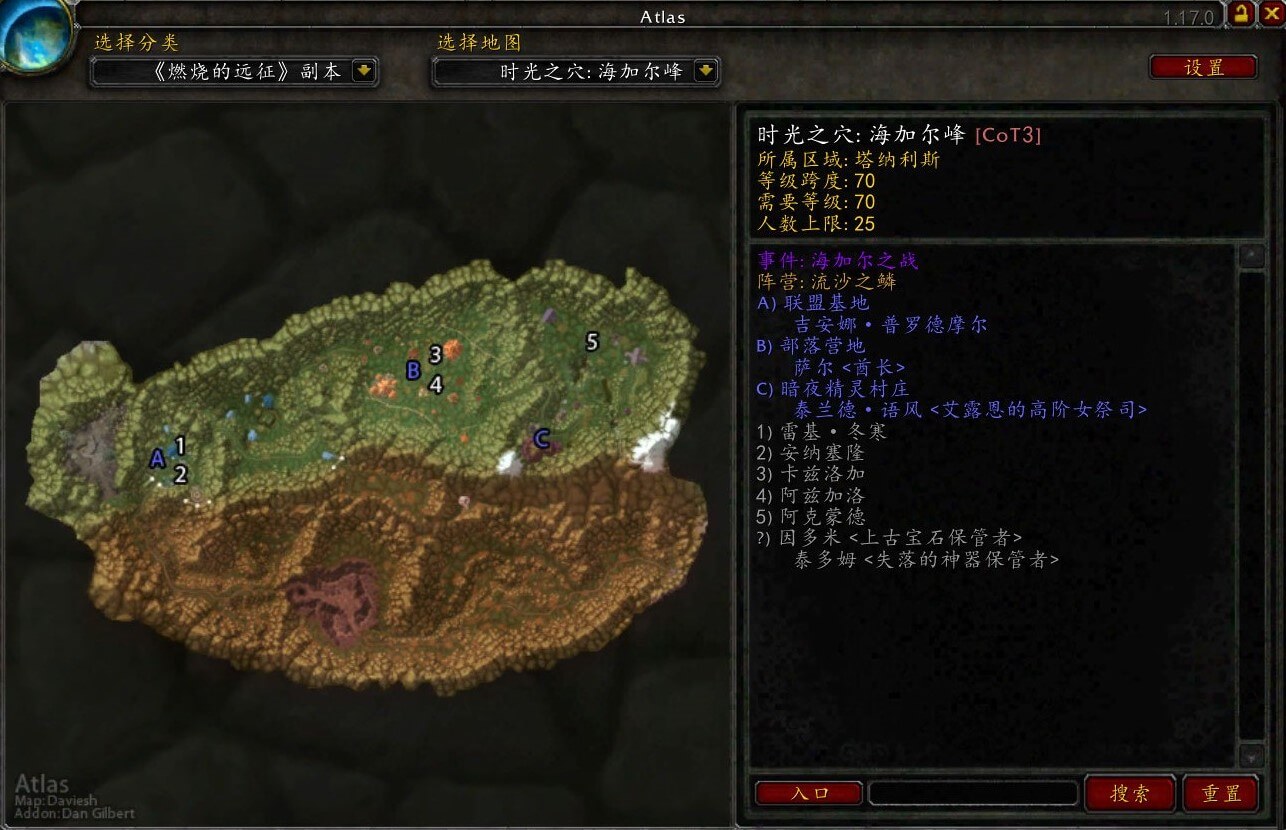 Atlas
1.17.0
选择分类
选择地图
《燃烧的远征》副本
时光之穴: 海加尔峰
设置
时光之穴: 海加尔峰 [CoT3]
所属区域: 塔纳利斯
等级跨度: 70
需要等级: 70
人数上限: 25
事件: 海加尔之战
阵营: 流沙之鳞
A) 联盟基地
吉安娜·普罗德摩尔
B) 部落营地
萨尔 <酋长>
C) 暗夜精灵村庄
泰兰德·语风 <艾露恩的高阶女祭司>
1) 雷基·冬寒
2) 安纳塞隆
3) 卡兹洛加
4) 阿兹加洛
5) 阿克蒙德
?) 因多米 <上古宝石保管者>
泰多姆 <失落的神器保管者>
5
3
B
4
C
1
A
2
Atlas
Map:Daviesh
Addon:Dan Gilbert
入口
搜索
重置